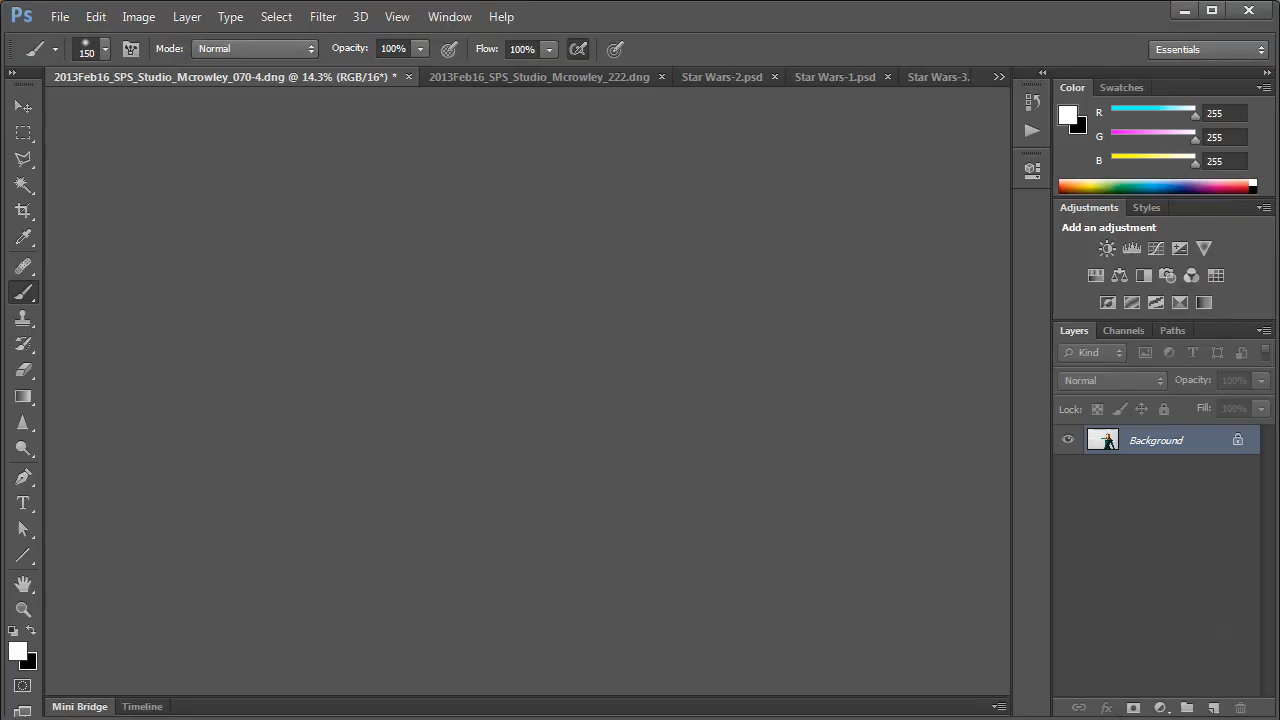 Ps File Edit Image Layer Type Select Filter 3D View Window Help
150 Mode: Normal Opacity: 100% Flow: 100% Essentials
2013Feb16_SPS_Studio_Mcrowley_070-4.dng @ 14.3% (RGB/16*) * × 2013Feb16_SPS_Studio_Mcrowley_222.dng × Star Wars-2.psd × Star Wars-1.psd × Star Wars-3.
Color Swatches
R 255
G 255
B 255
Adjustments Styles
Add an adjustment
Layers Channels Paths
Kind T
Normal Opacity: 100%
Lock: Fill: 100%
Background
T
fx
Mini Bridge Timeline